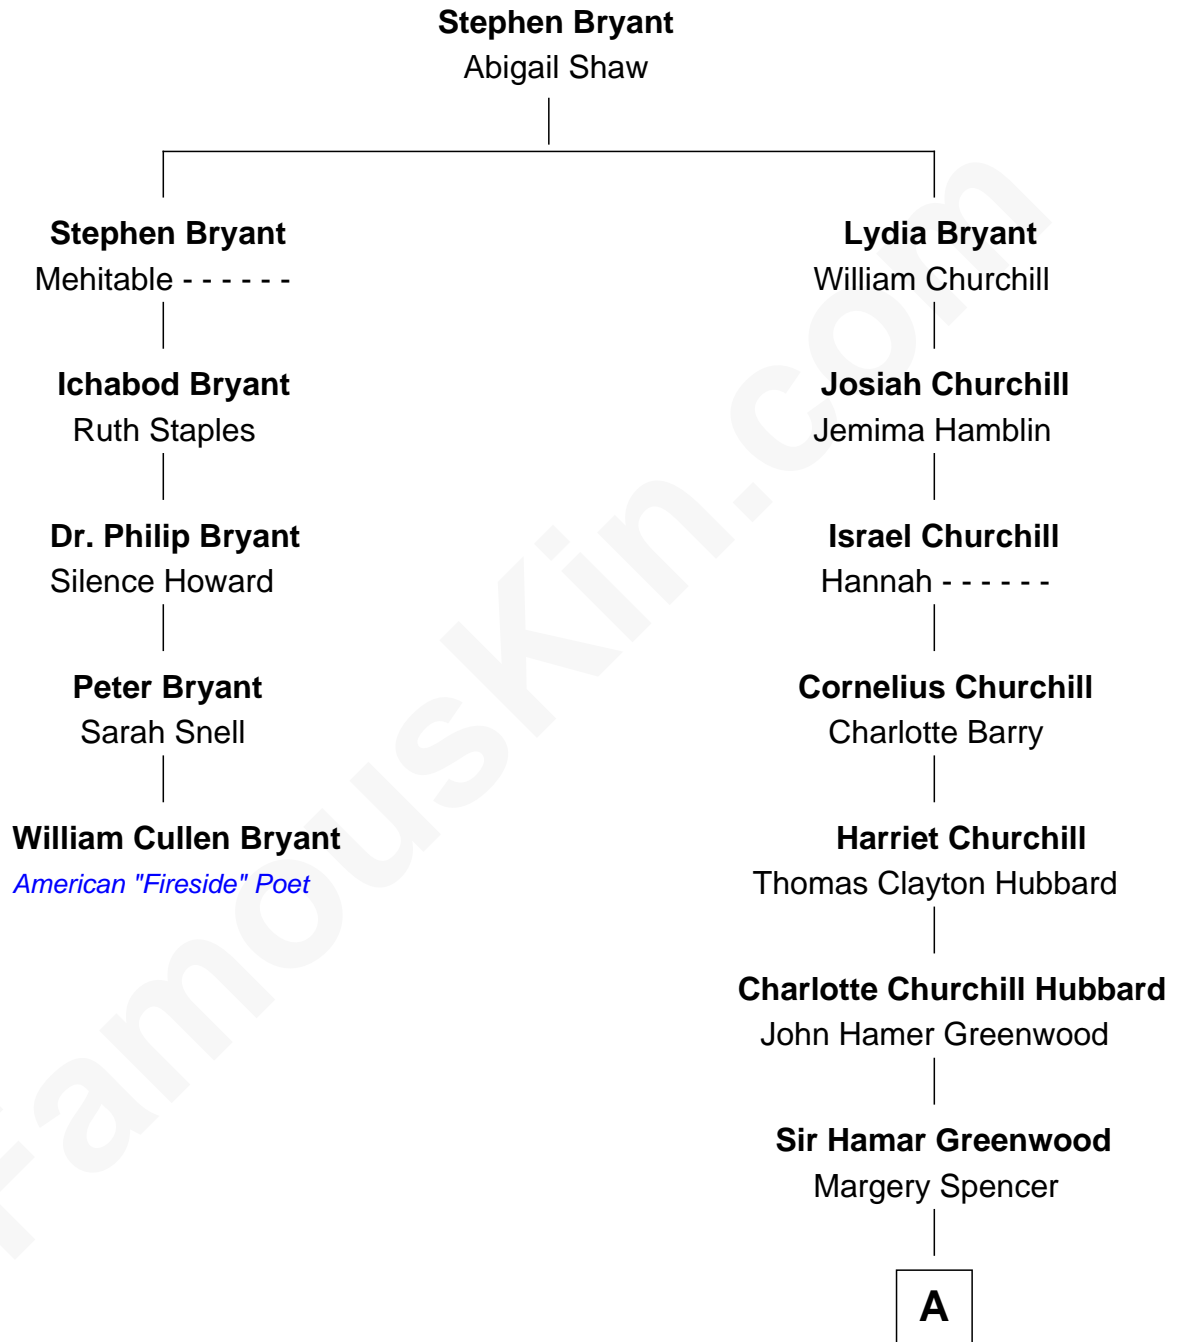 Stephen Bryant
Abigail Shaw
Stephen Bryant
Mehitable - - - - - -
Lydia Bryant
William Churchill
Ichabod Bryant
Ruth Staples
Josiah Churchill
Jemima Hamblin
Dr. Philip Bryant
Silence Howard
Israel Churchill
Hannah - - - - - -
Peter Bryant
Sarah Snell
Cornelius Churchill
Charlotte Barry
William Cullen Bryant
American "Fireside" Poet
Harriet Churchill
Thomas Clayton Hubbard
Charlotte Churchill Hubbard
John Hamer Greenwood
Sir Hamar Greenwood
Margery Spencer
A
FamousKin.com